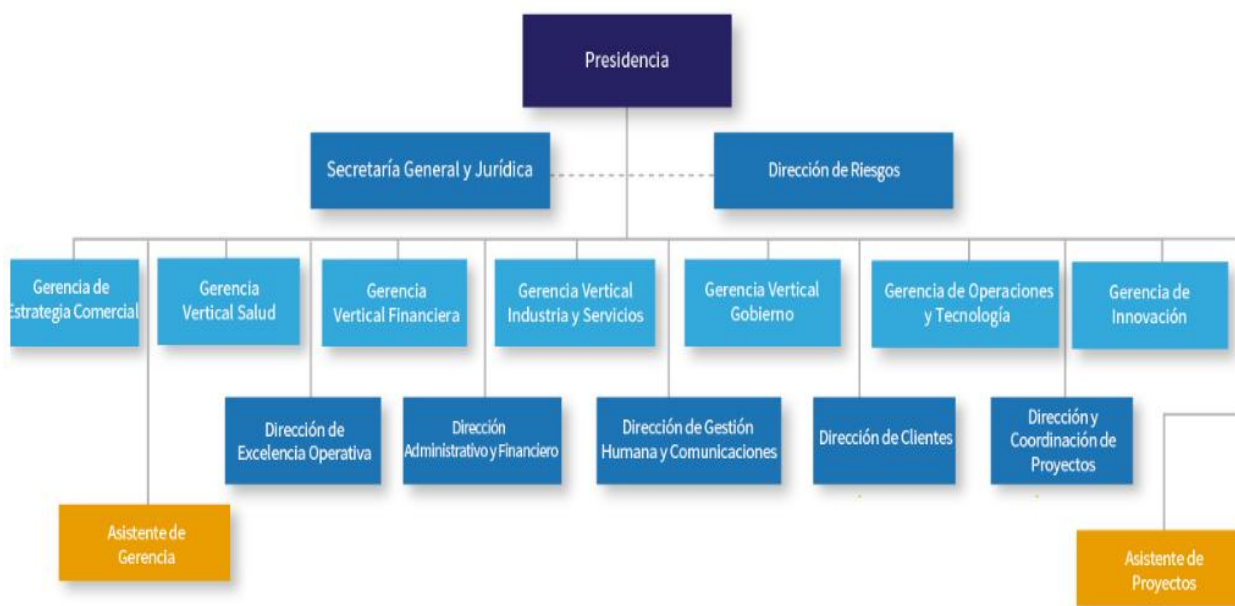 Presidencia
Secretaría General y Jurídica
Dirección de Riesgos
Gerencia de
Estrategia Comercial
Gerencia
Vertical Salud
Gerencia
Vertical Financiera
Gerencia Vertical
Industria y Servicios
Gerencia Vertical
Gobierno
Gerencia de Operaciones
y Tecnología
Gerencia de
Innovación
Dirección de
Excelencia Operativa
Dirección
Administrativo y Financiero
Dirección de Gestión
Humana y Comunicaciones
Dirección de Clientes
Dirección y
Coordinación de
Proyectos
Asistente de
Gerencia
Asistente de
Proyectos